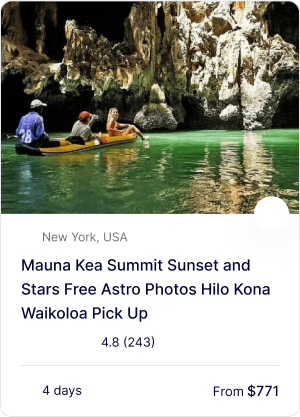 28
New York, USA
Mauna Kea Summit Sunset and
Stars Free Astro Photos Hilo Kona
Waikoloa Pick Up
4.8 (243)
4 days
From $771